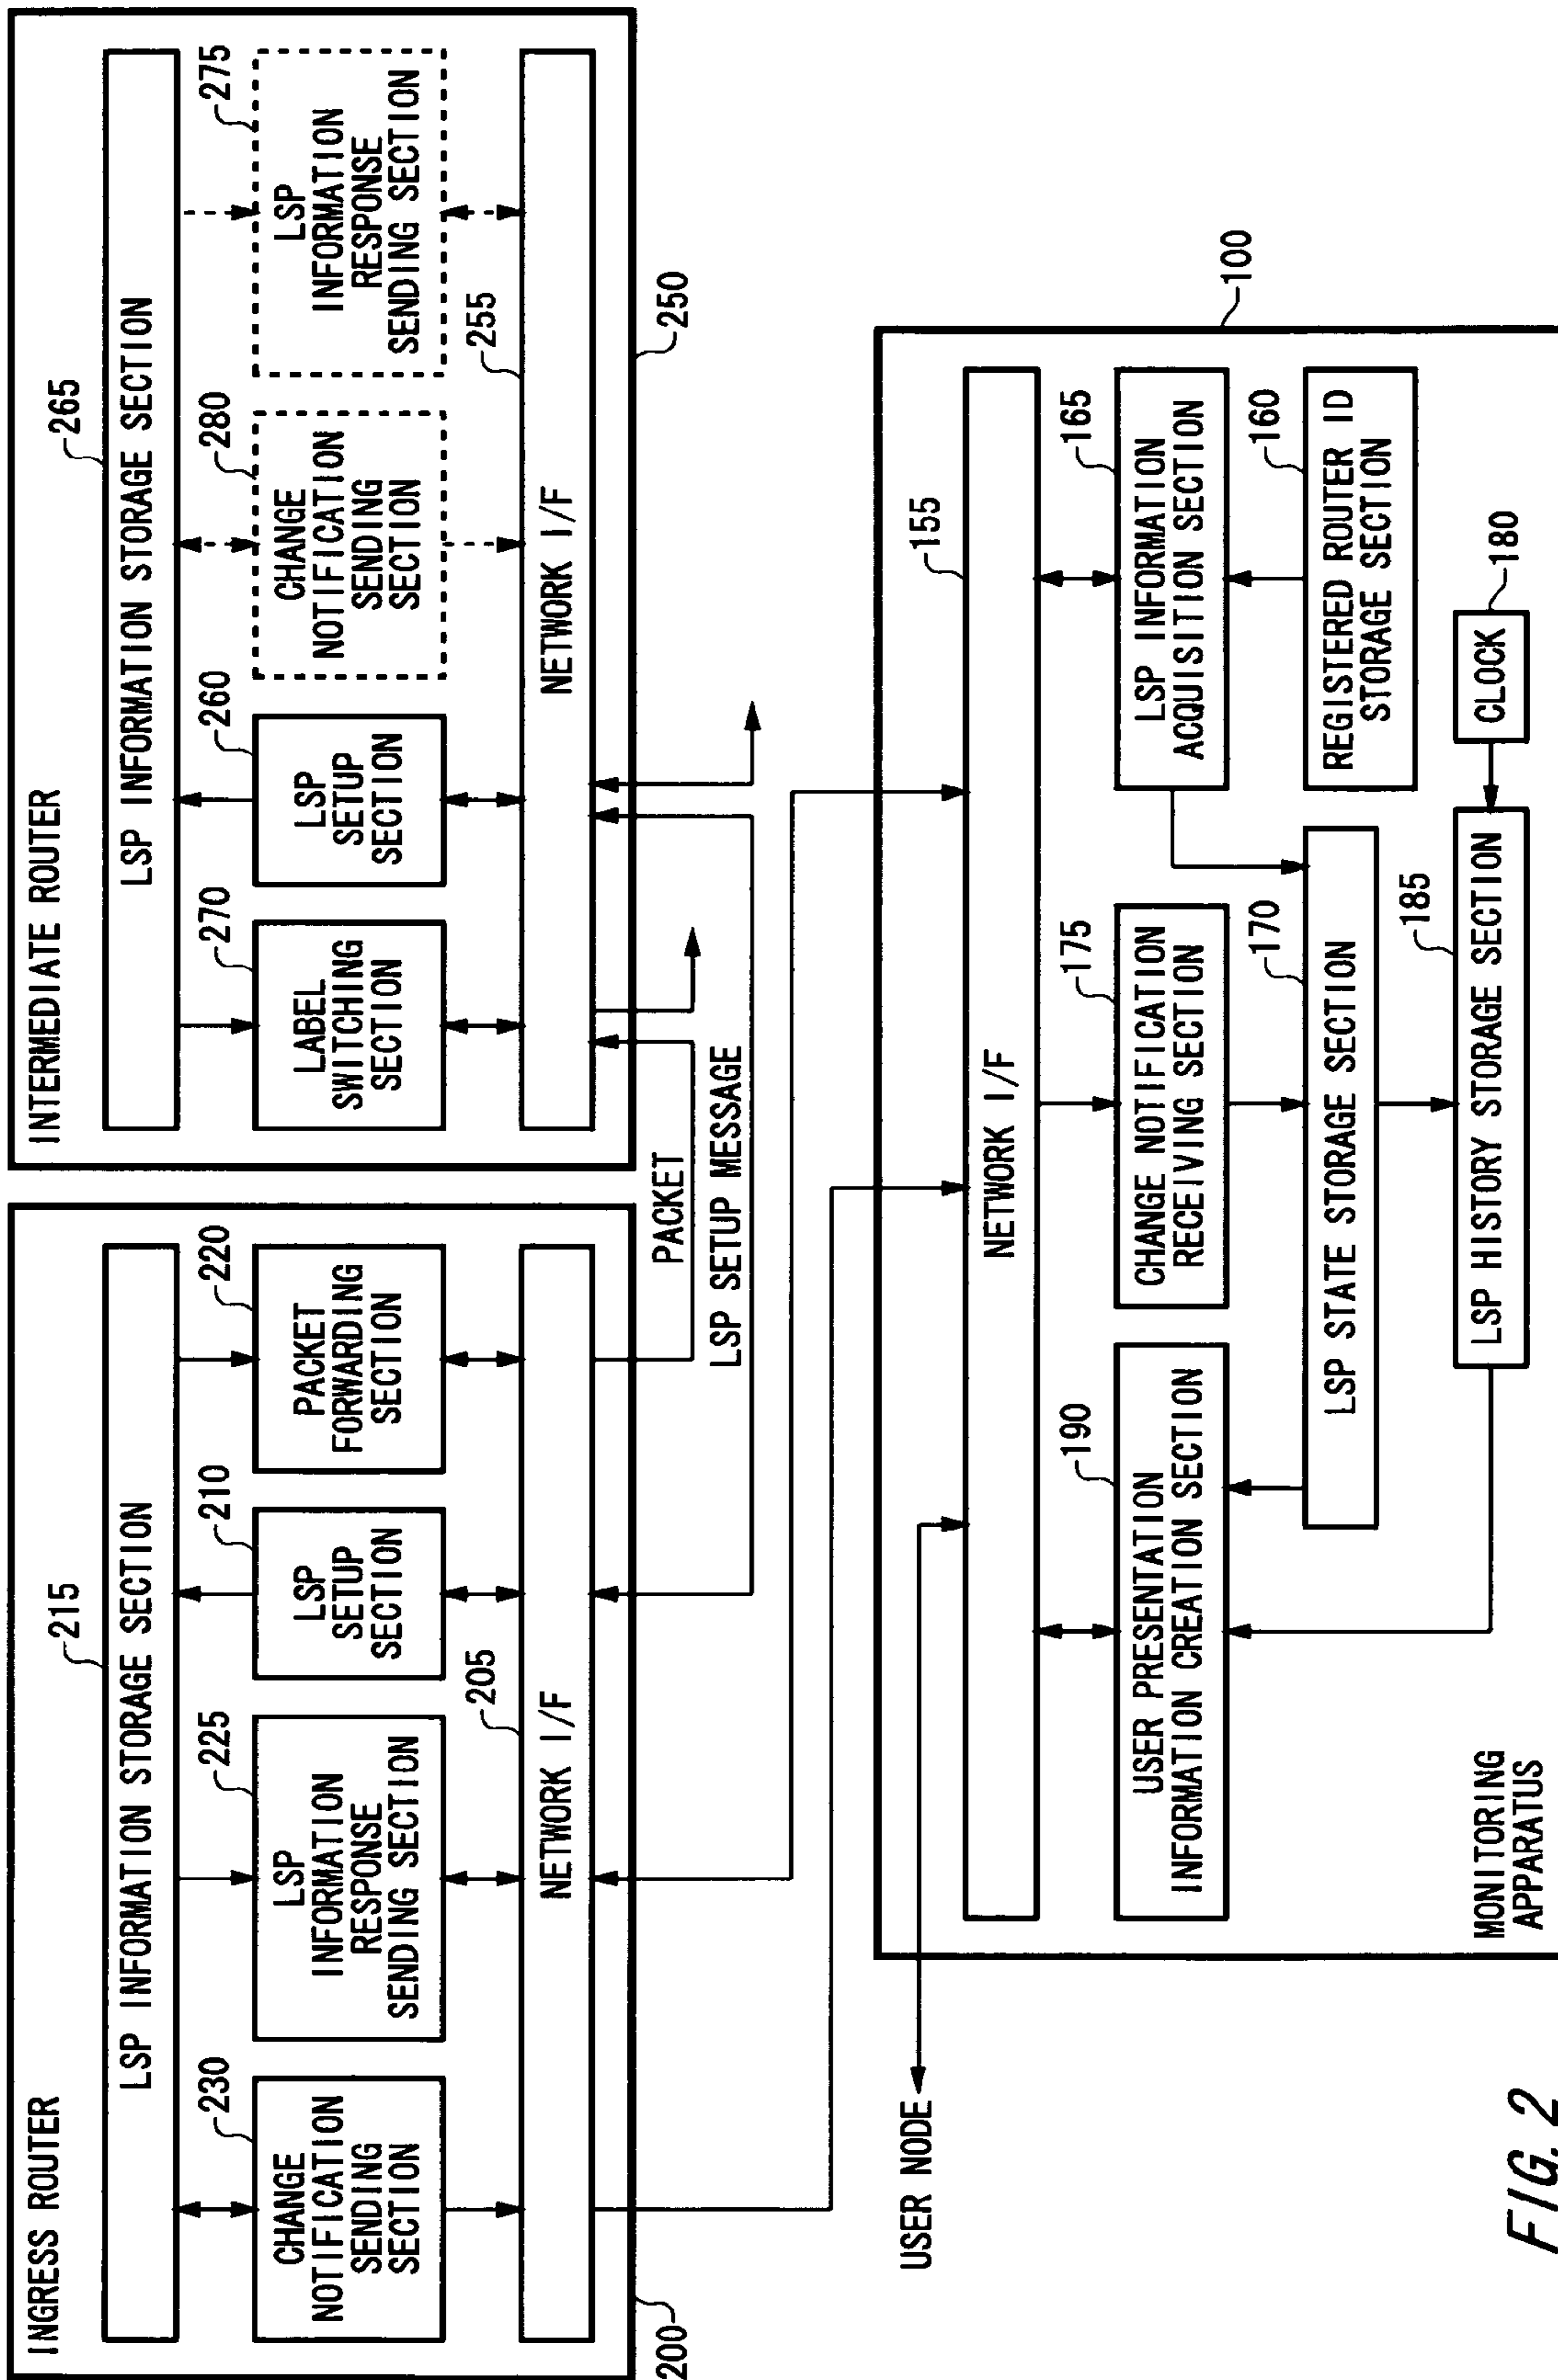 INGRESS ROUTER
215
LSP INFORMATION STORAGE SECTION
230
CHANGE
NOTIFICATION
SENDING
SECTION
225
LSP
INFORMATION
RESPONSE
SENDING SECTION
210
LSP
SETUP
SECTION
220
PACKET
FORWARDING
SECTION
205
NETWORK I/F
200
INTERMEDIATE ROUTER
265
LSP INFORMATION STORAGE SECTION
270
LABEL
SWITCHING
SECTION
260
LSP
SETUP
SECTION
280
CHANGE
NOTIFICATION
SENDING
SECTION
275
LSP
INFORMATION
RESPONSE
SENDING SECTION
255
NETWORK I/F
250
PACKET
LSP SETUP MESSAGE
USER NODE
100
155
NETWORK I/F
190
USER PRESENTATION
INFORMATION CREATION SECTION
175
CHANGE NOTIFICATION
RECEIVING SECTION
165
LSP INFORMATION
ACQUISITION SECTION
170
LSP STATE STORAGE SECTION
160
REGISTERED ROUTER ID
STORAGE SECTION
185
LSP HISTORY STORAGE SECTION
CLOCK
180
MONITORING
APPARATUS
FIG. 2